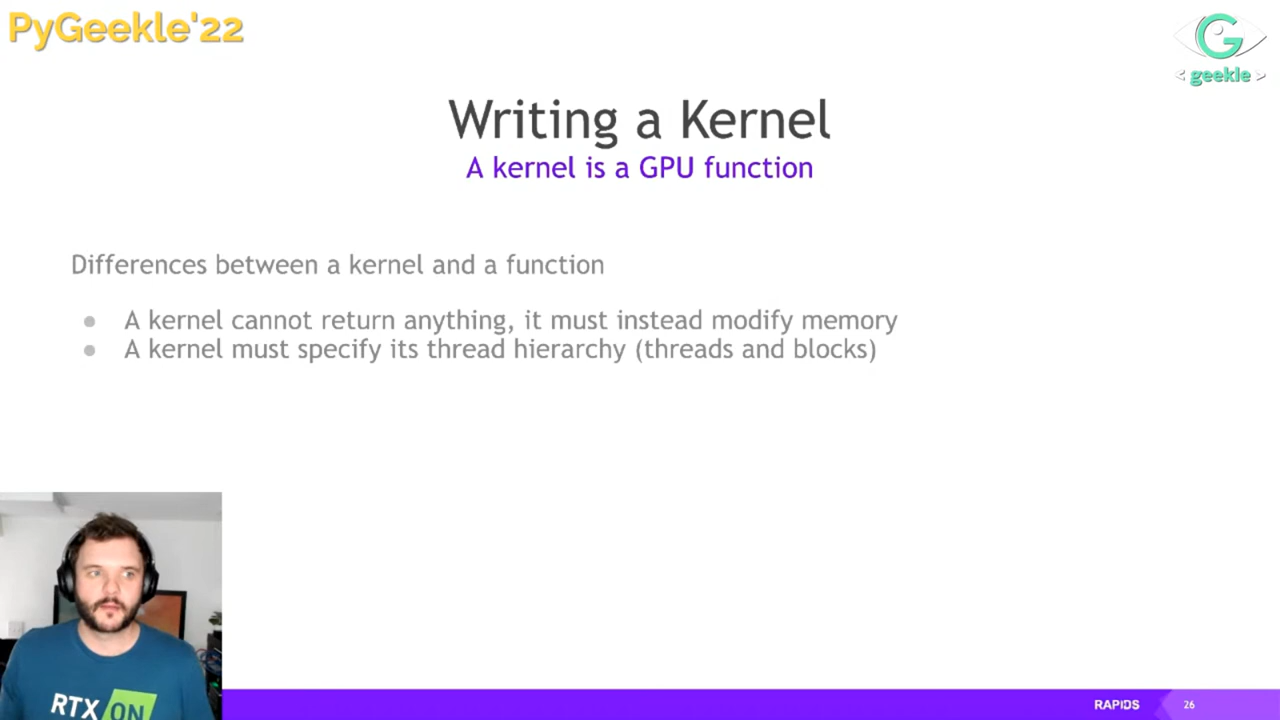 PyGeekle'22
G
< geekle >
Writing a Kernel
A kernel is a GPU function
Differences between a kernel and a function
● A kernel cannot return anything, it must instead modify memory
● A kernel must specify its thread hierarchy (threads and blocks)
RTX ON
RAPIDS 26